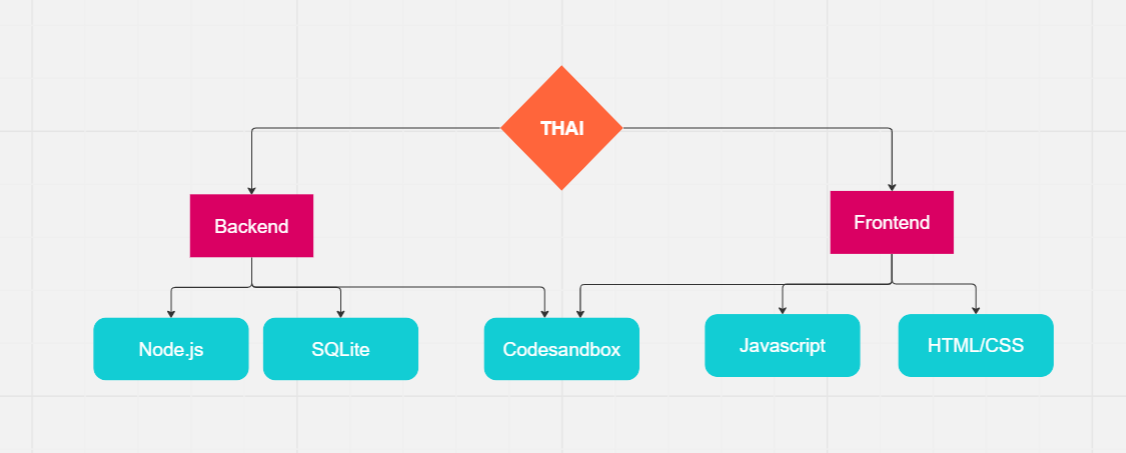 THAI
Backend
Frontend
Node.js
SQLite
Codesandbox
Javascript
HTML/CSS